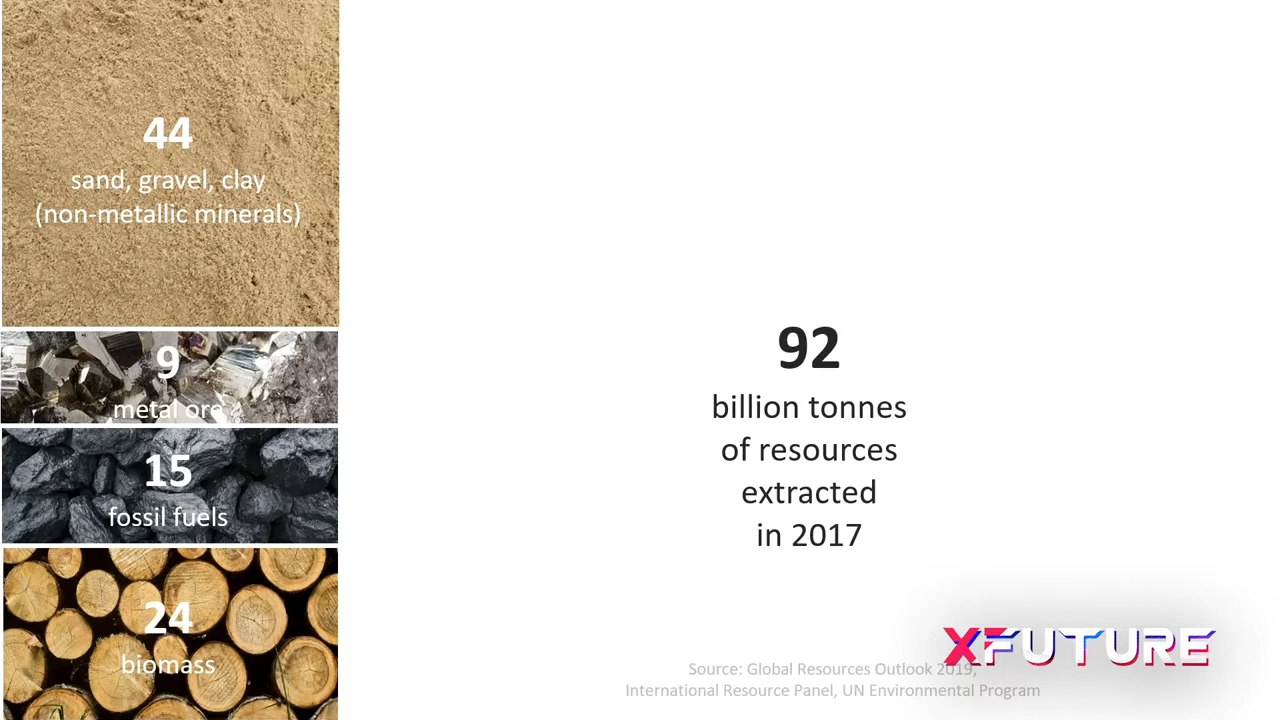 44
sand, gravel, clay
(non-metallic minerals)
9
metal ore
15
fossil fuels
24
biomass
92
billion tonnes
of resources
extracted
in 2017
Source: Global Resources Outlook 2019,
International Resource Panel, UN Environmental Program
XFUTURE